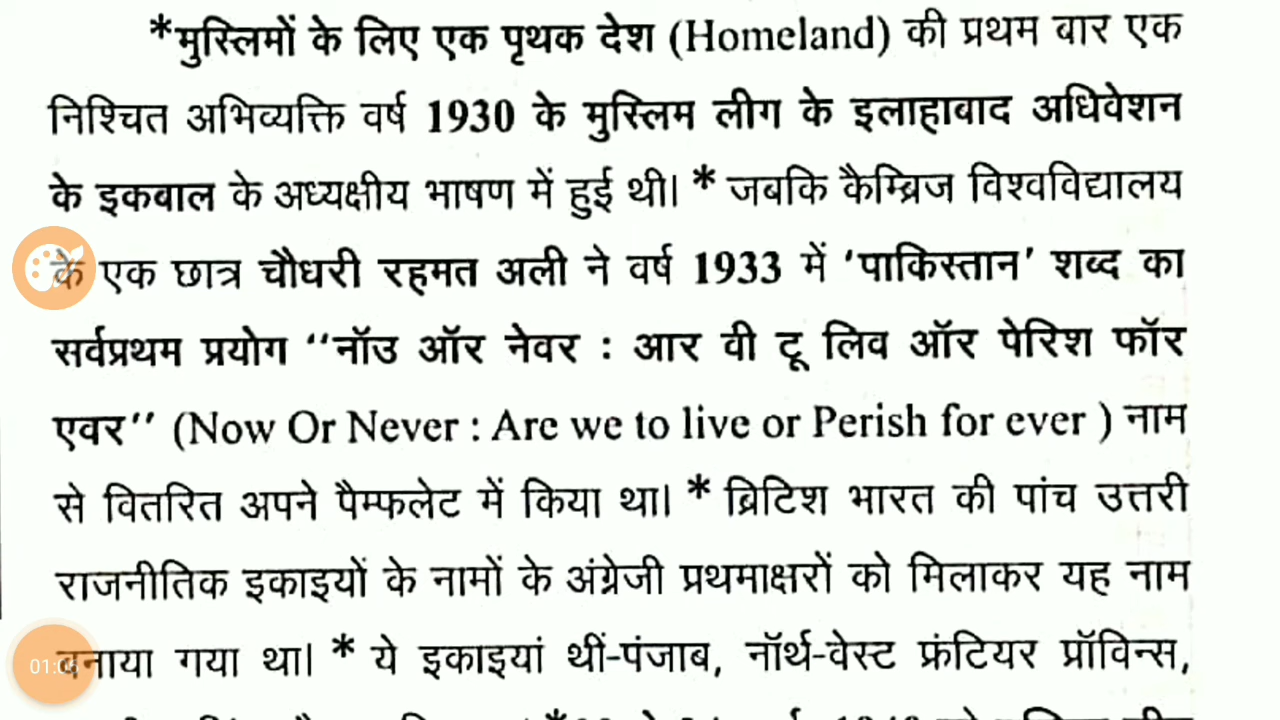 *मुस्लिमों के लिए एक पृथक देश (Homeland) की प्रथम बार एक
निश्चित अभिव्यक्ति वर्ष 1930 के मुस्लिम लीग के इलाहाबाद अधिवेशन
के इकबाल के अध्यक्षीय भाषण में हुई थी। * जबकि कैम्ब्रिज विश्वविद्यालय
के एक छात्र चौधरी रहमत अली ने वर्ष 1933 में ‘पाकिस्तान’ शब्द का
सर्वप्रथम प्रयोग ‘‘नॉउ ऑर नेवर : आर वी टू लिव ऑर पेरिश फॉर
एवर’’ (Now Or Never : Are we to live or Perish for ever ) नाम
से वितरित अपने पैम्फलेट में किया था। * ब्रिटिश भारत की पांच उत्तरी
राजनीतिक इकाइयों के नामों के अंग्रेजी प्रथमाक्षरों को मिलाकर यह नाम
बनाया गया था। * ये इकाइयां थीं-पंजाब, नॉर्थ-वेस्ट फ्रंटियर प्रॉविन्स,